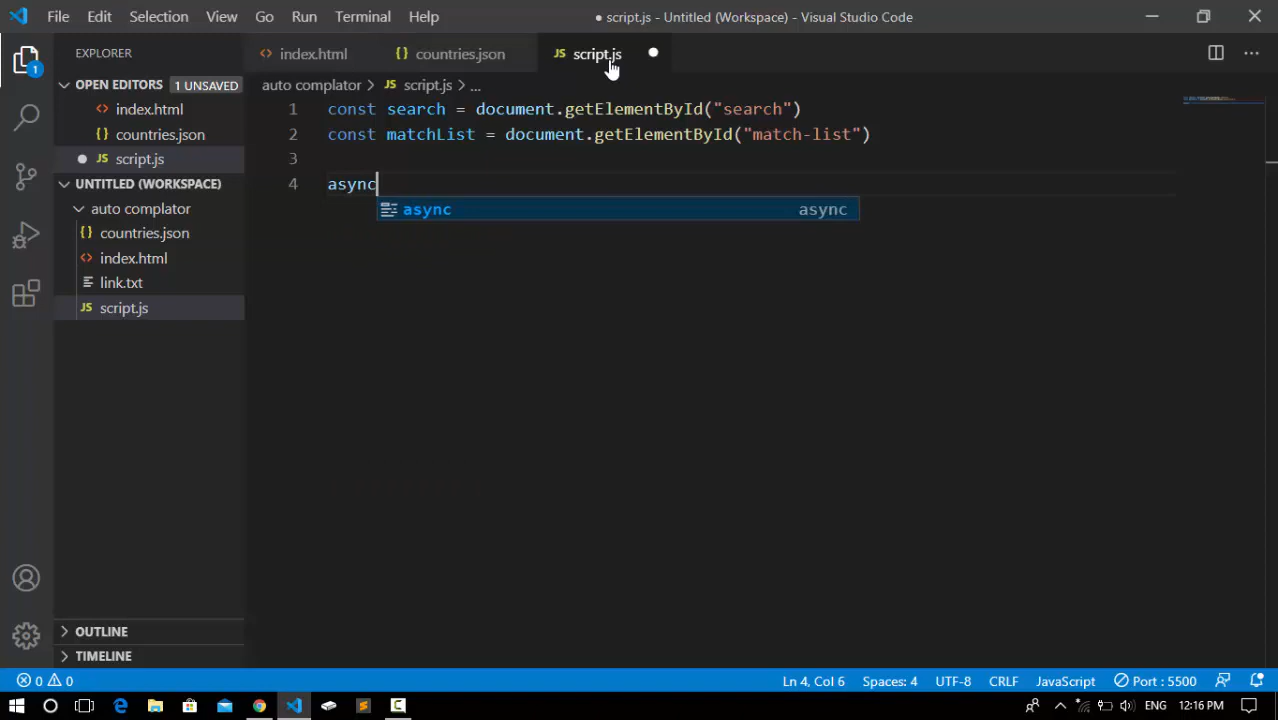 File Edit Selection View Go Run Terminal Help
● script.js - Untitled (Workspace) - Visual Studio Code
EXPLORER
OPEN EDITORS 1 UNSAVED
index.html
countries.json
JS script.js
UNTITLED (WORKSPACE)
auto complator
{} countries.json
<> index.html
link.txt
JS script.js
OUTLINE
TIMELINE
1
<> index.html {} countries.json JS script.js ●
auto complator > JS script.js > ...
1 const search = document.getElementById("search")
2 const matchList = document.getElementById("match-list")
3
4 async
async async
0 0 Ln 4, Col 6 Spaces: 4 UTF-8 CRLF JavaScript Port : 5500
ENG 12:16 PM